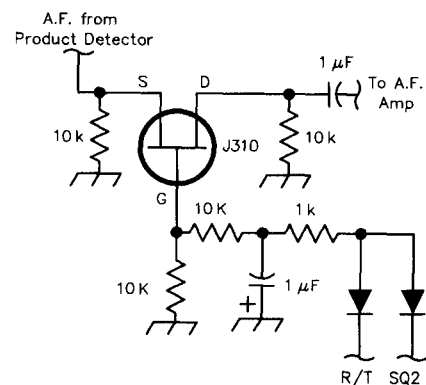 A.F. from
Product Detector
S
D
1 µF
To A.F.
Amp
10k
J310
10k
G
10K
1k
10K
+
1 µF
R/T
SQ2